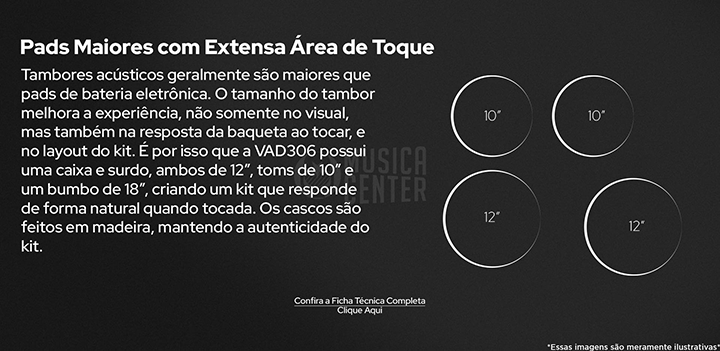 Pads Maiores com Extensa Área de Toque
Tambores acústicos geralmente são maiores que
pads de bateria eletrônica. O tamanho do tambor
melhora a experiência, não somente no visual,
mas também na resposta da baqueta ao tocar, e
no layout do kit. É por isso que a VAD306 possui
uma caixa e surdo, ambos de 12”, toms de 10” e
um bumbo de 18”, criando um kit que responde
de forma natural quando tocada. Os cascos são
feitos em madeira, mantendo a autenticidade do
kit.
10”
10”
12”
12”
MUSICA
CENTER
Confira a Ficha Técnica Completa
Clique Aqui
*Essas imagens são meramente ilustrativas*